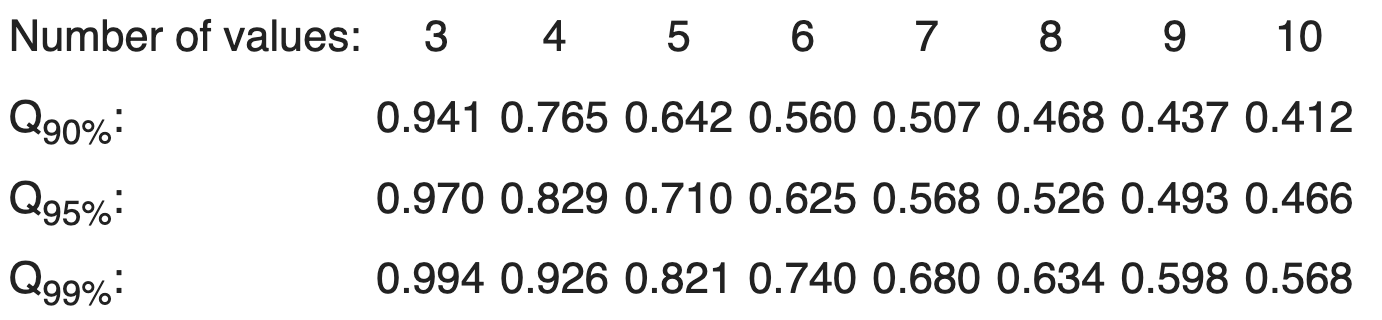 Number of values: 3 4 5 6 7 8 9 10
Q90%: 0.941 0.765 0.642 0.560 0.507 0.468 0.437 0.412
Q95%: 0.970 0.829 0.710 0.625 0.568 0.526 0.493 0.466
Q99%: 0.994 0.926 0.821 0.740 0.680 0.634 0.598 0.568